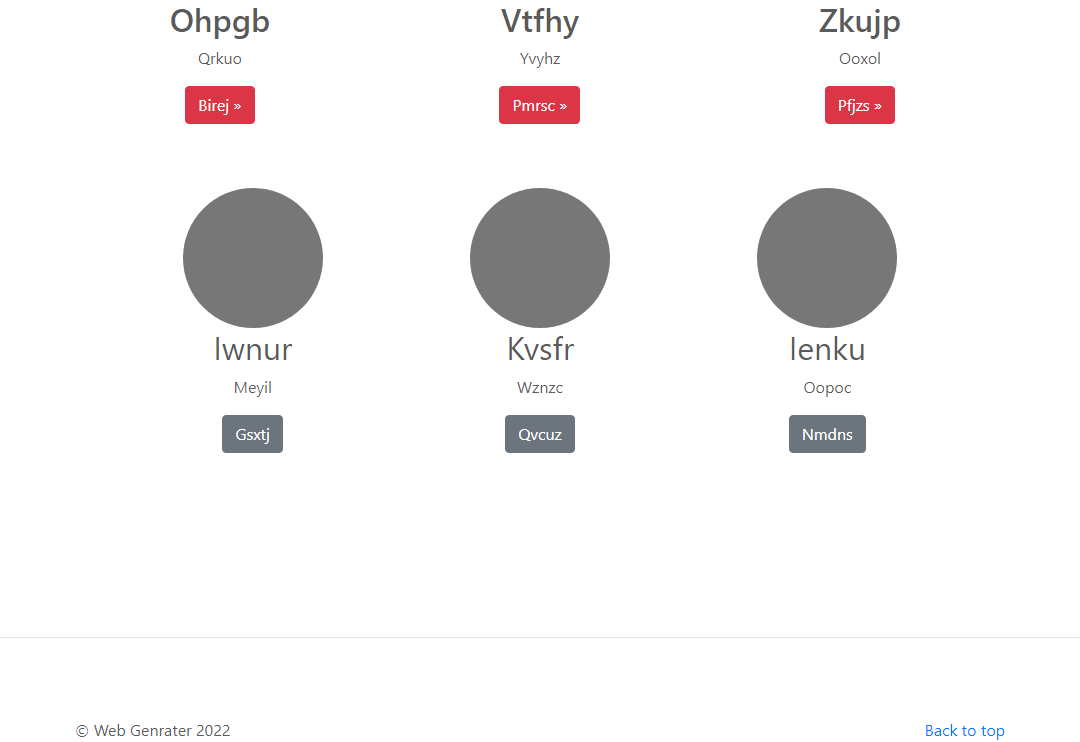 Ohpgb Vtfhy Zkujp
Qrkuo Yvyhz Ooxol
Birej » Pmrsc » Pfjzs »
Iwnur Kvsfr Ienku
Meyil Wznzc Oopoc
Gsxtj Qvcuz Nmdns
© Web Genrater 2022 Back to top